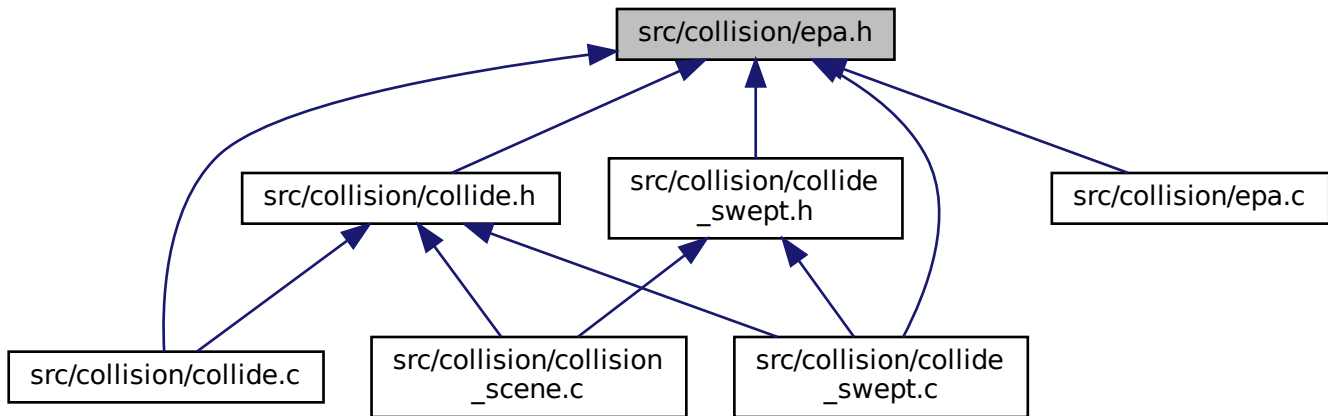 src/collision/epa.h
src/collision/collide.h
src/collision/collide
_swept.h
src/collision/epa.c
src/collision/collide.c
src/collision/collision
_scene.c
src/collision/collide
_swept.c